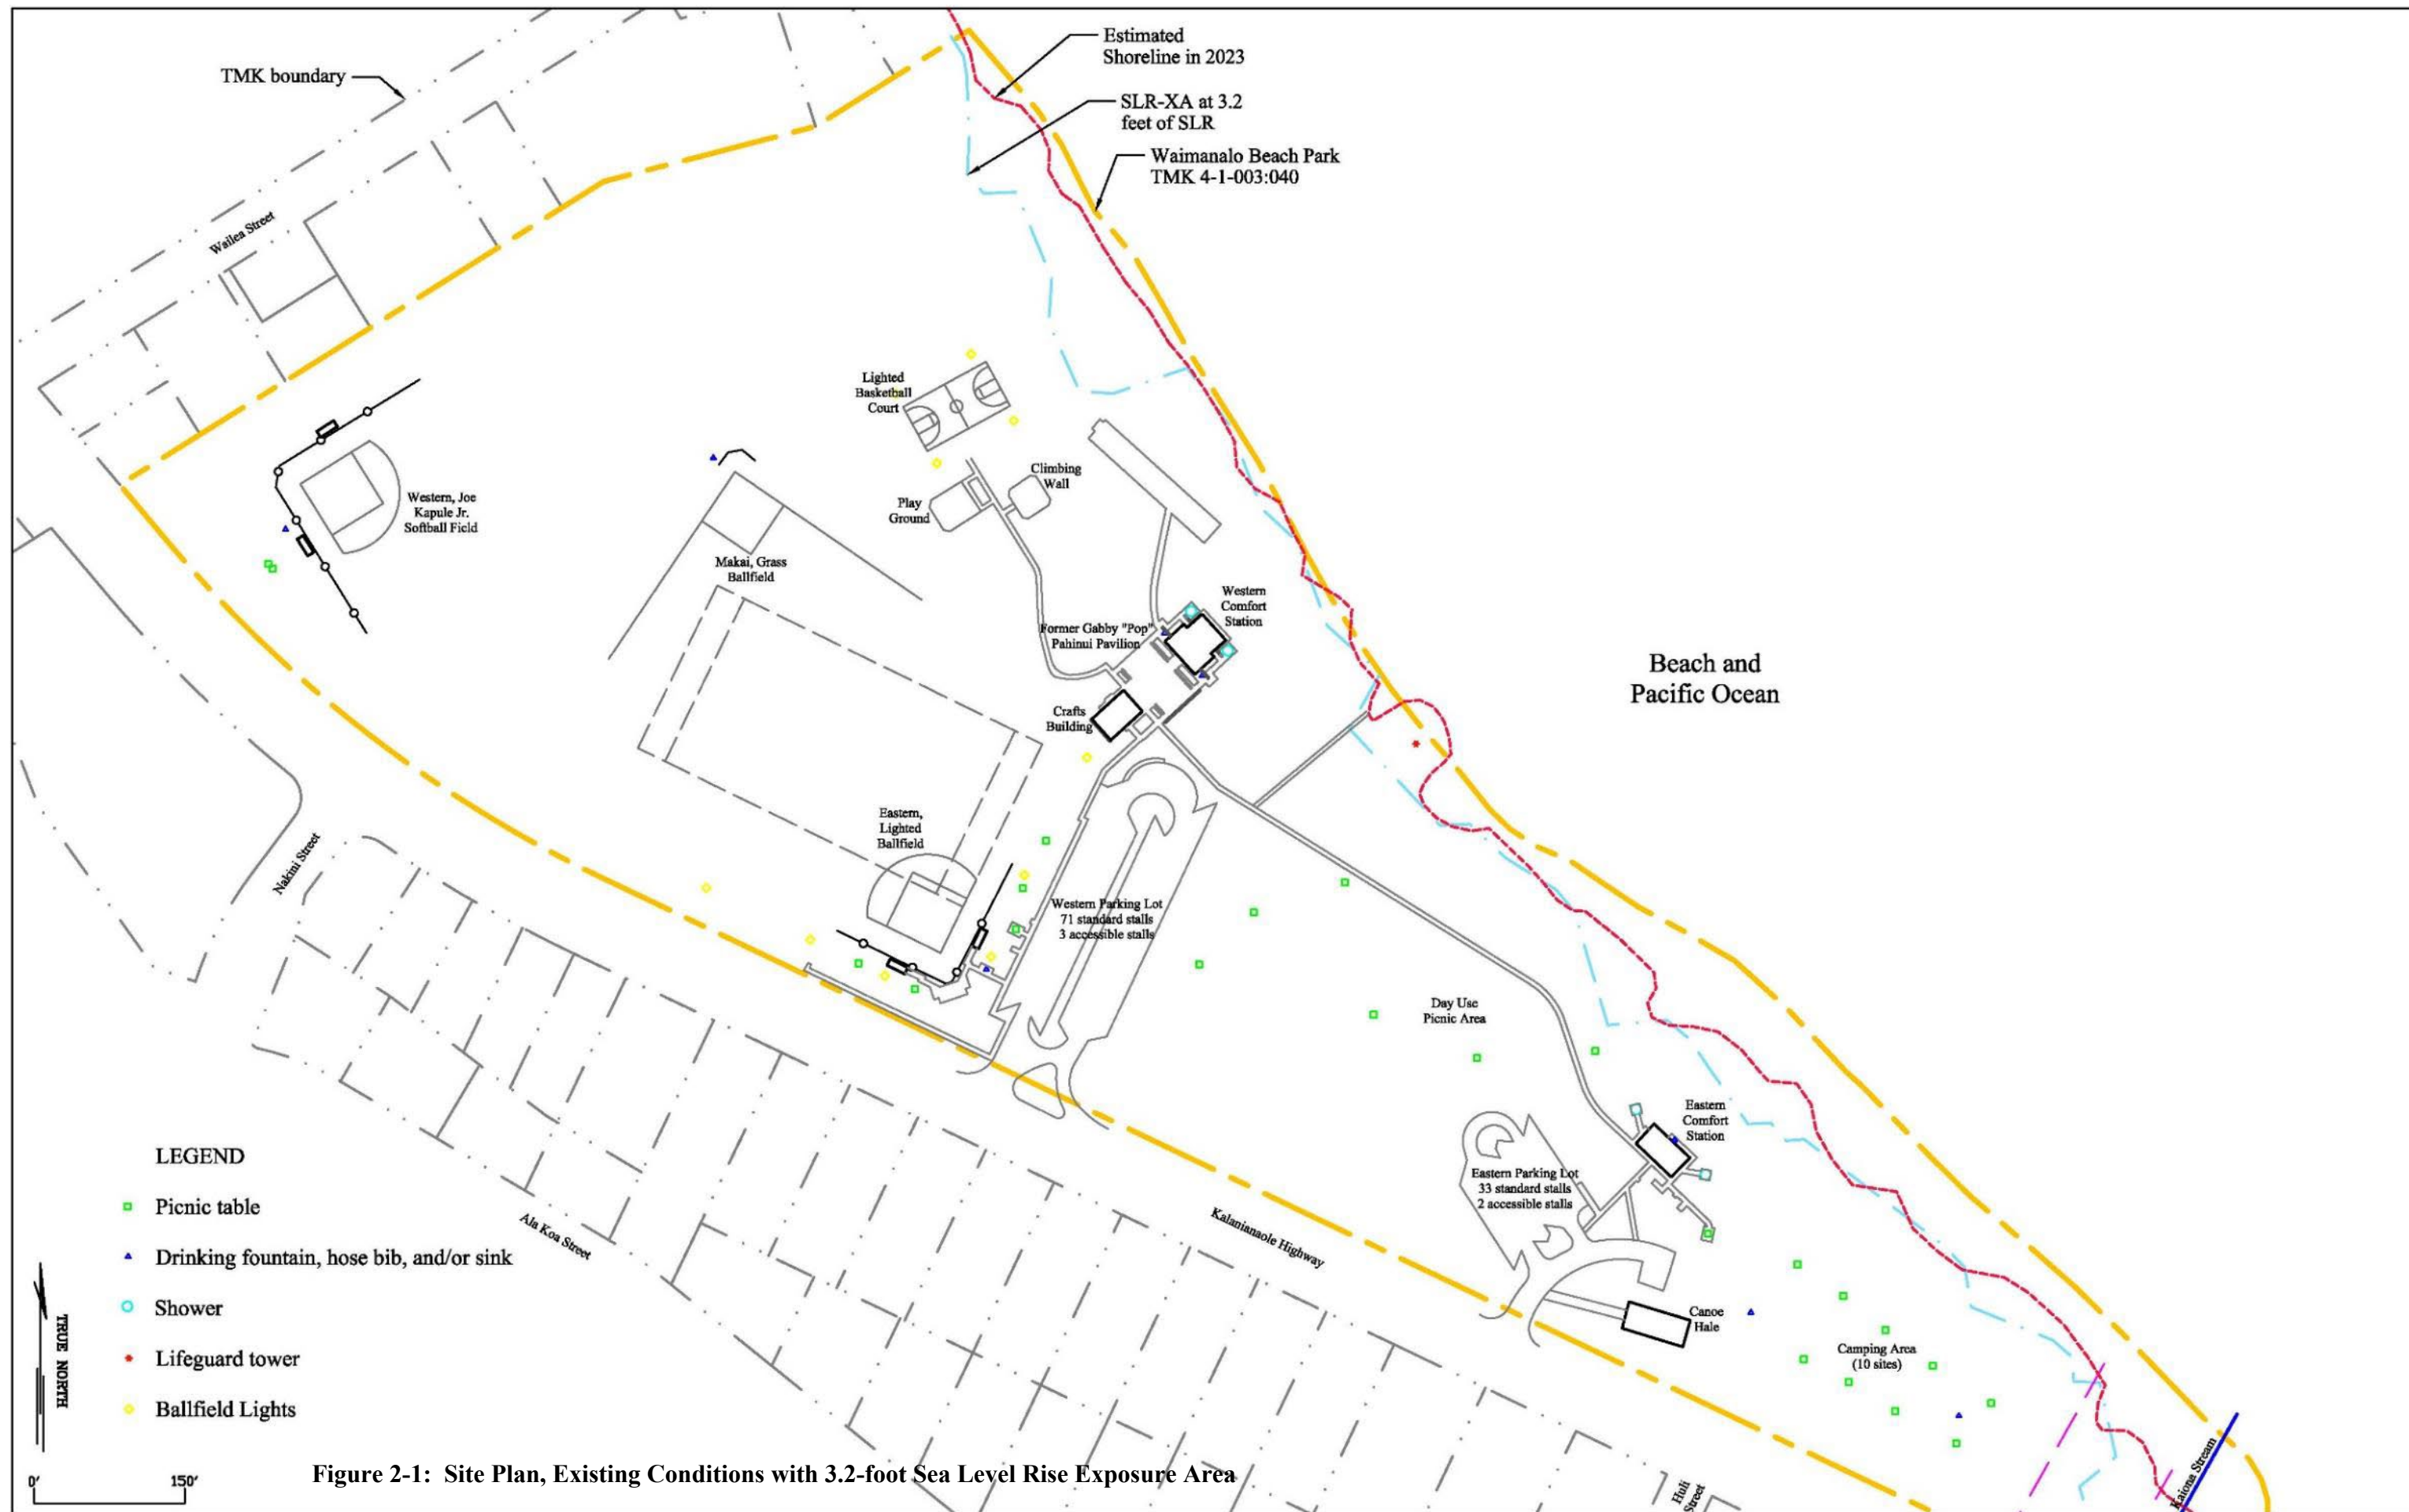 Estimated
Shoreline in 2023
TMK boundary
SLR-XA at 3.2
feet of SLR
Waimanalo Beach Park
TMK 4-1-003:040
Wailea Street
Lighted
Basketball
Court
Climbing
Wall
Play
Ground
Western, Joe
Kapule Jr.
Softball Field
Makai, Grass
Ballfield
Western
Comfort
Station
Former Gabby "Pop"
Pahinui Pavilion
Crafts
Building
Beach and
Pacific Ocean
Eastern,
Lighted
Ballfield
Nakini Street
Western Parking Lot
71 standard stalls
3 accessible stalls
Day Use
Picnic Area
Eastern
Comfort
Station
Eastern Parking Lot
33 standard stalls
2 accessible stalls
Ala Koa Street
Kalanianaole Highway
Canoe
Hale
Camping Area
(10 sites)
Kaiona Stream
Huli
Street
LEGEND
Picnic table
Drinking fountain, hose bib, and/or sink
Shower
Lifeguard tower
Ballfield Lights
TRUE NORTH
0' 150'
Figure 2-1: Site Plan, Existing Conditions with 3.2-foot Sea Level Rise Exposure Area